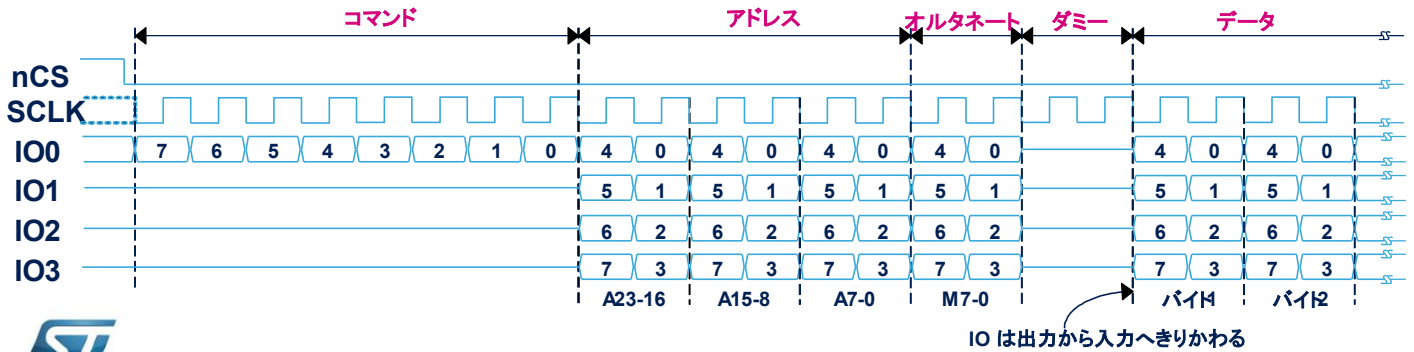 コマンド アドレス オルタネート ダミー データ
nCS
SCLK
IO0 7 6 5 4 3 2 1 0 4 0 4 0 4 0 4 0 4 0 4 0
IO1 5 1 5 1 5 1 5 1 5 1 5 1
IO2 6 2 6 2 6 2 6 2 6 2 6 2
IO3 7 3 7 3 7 3 7 3 7 3 7 3
A23-16 A15-8 A7-0 M7-0 バイト1 バイト2
IO は出力から入力へきりかわる
ST